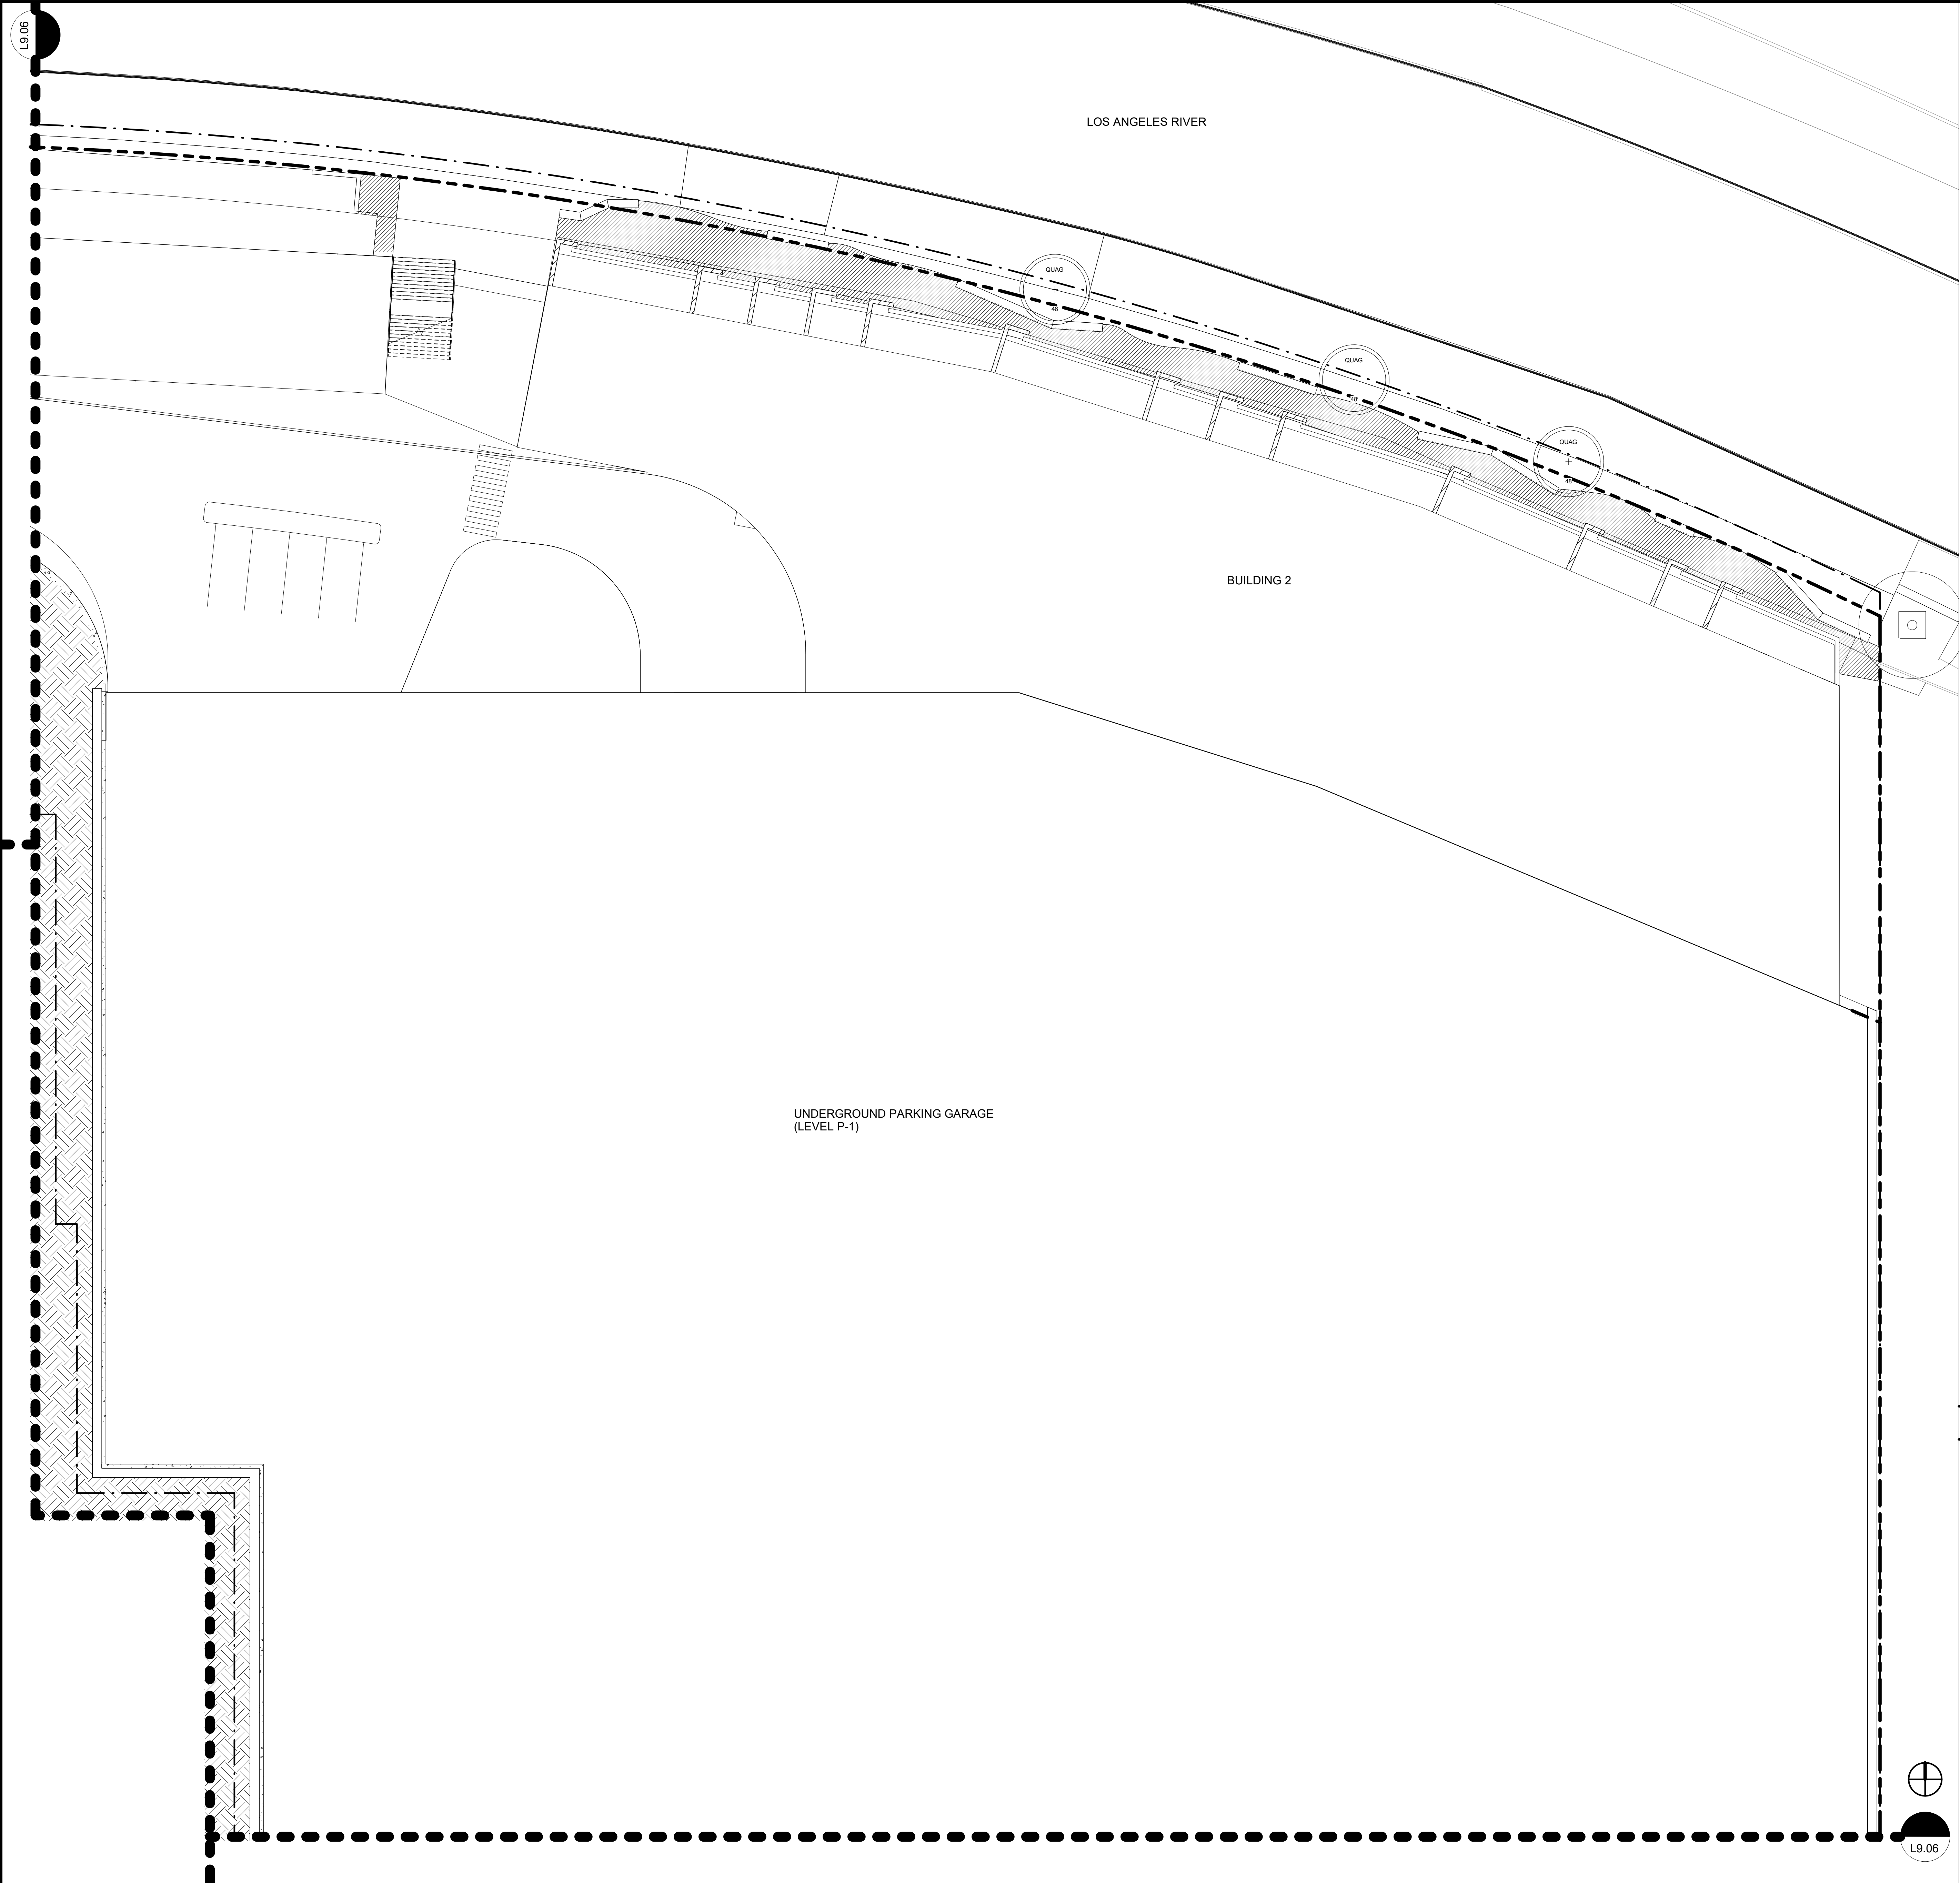 L9.06
LOS ANGELES RIVER
QUAG
48
QUAG
48
QUAG
48
BUILDING 2
UNDERGROUND PARKING GARAGE
(LEVEL P-1)
L9.06